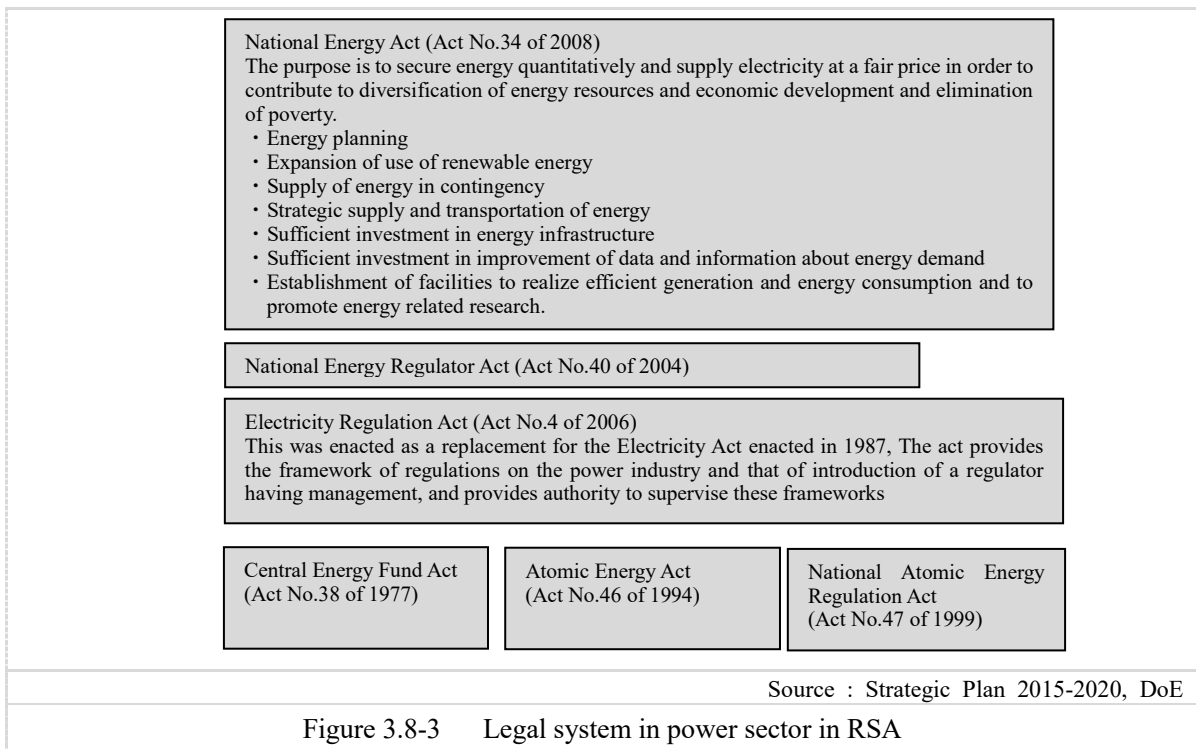 National Energy Act (Act No.34 of 2008)
The purpose is to secure energy quantitatively and supply electricity at a fair price in order to
contribute to diversification of energy resources and economic development and elimination
of poverty.
・Energy planning
・Expansion of use of renewable energy
・Supply of energy in contingency
・Strategic supply and transportation of energy
・Sufficient investment in energy infrastructure
・Sufficient investment in improvement of data and information about energy demand
・Establishment of facilities to realize efficient generation and energy consumption and to
promote energy related research.
National Energy Regulator Act (Act No.40 of 2004)
Electricity Regulation Act (Act No.4 of 2006)
This was enacted as a replacement for the Electricity Act enacted in 1987, The act provides
the framework of regulations on the power industry and that of introduction of a regulator
having management, and provides authority to supervise these frameworks
Central Energy Fund Act
(Act No.38 of 1977)
Atomic Energy Act
(Act No.46 of 1994)
National Atomic Energy
Regulation Act
(Act No.47 of 1999)
Source : Strategic Plan 2015-2020, DoE
Figure 3.8-3 Legal system in power sector in RSA